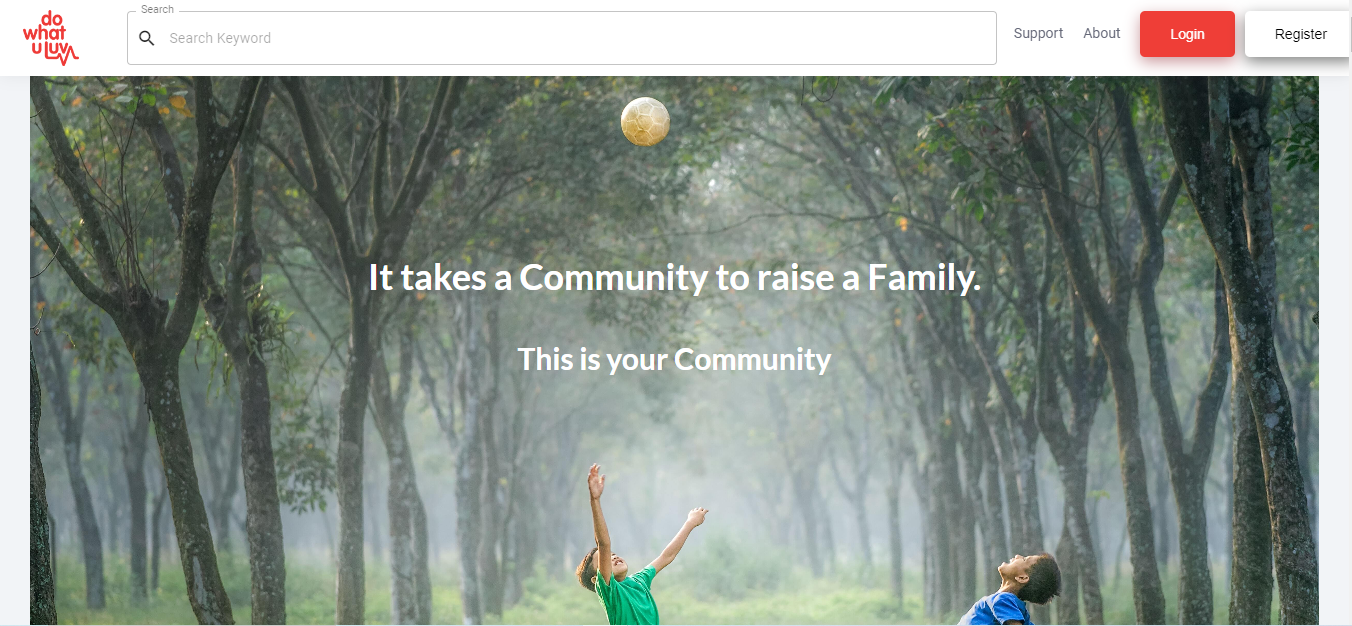 do
what
u luv
Search
Search Keyword
Support
About
Login
Register
It takes a Community to raise a Family.
This is your Community